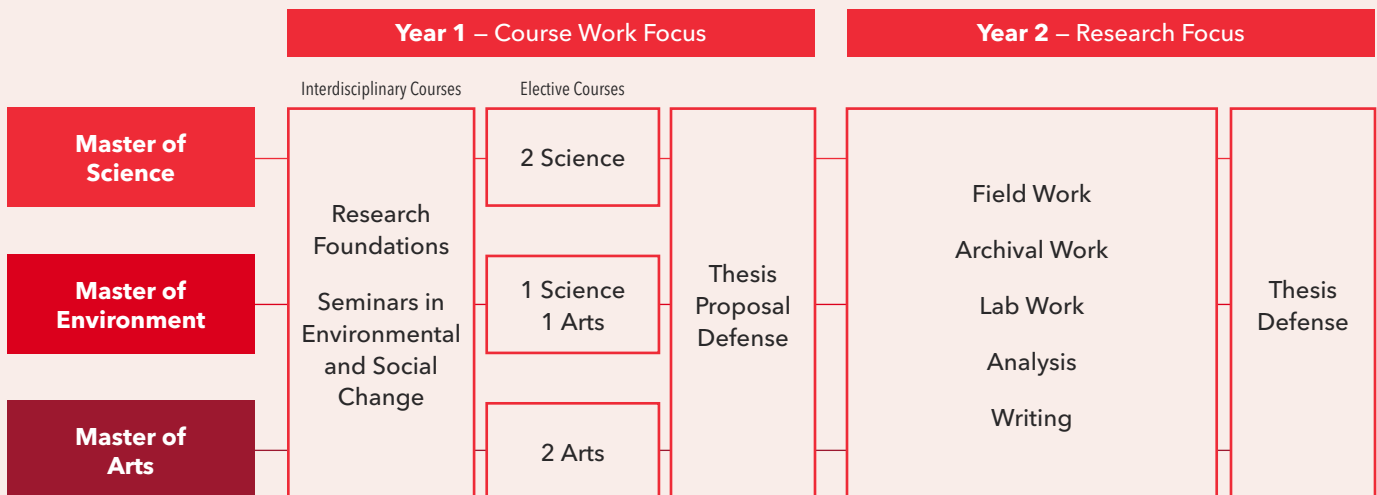 Year 1 – Course Work Focus
Year 2 – Research Focus
Interdisciplinary Courses
Elective Courses
Master of
Science
Master of
Environment
Master of
Arts
Research
Foundations
Seminars in
Environmental
and Social
Change
2 Science
1 Science
1 Arts
2 Arts
Thesis
Proposal
Defense
Field Work
Archival Work
Lab Work
Analysis
Writing
Thesis
Defense